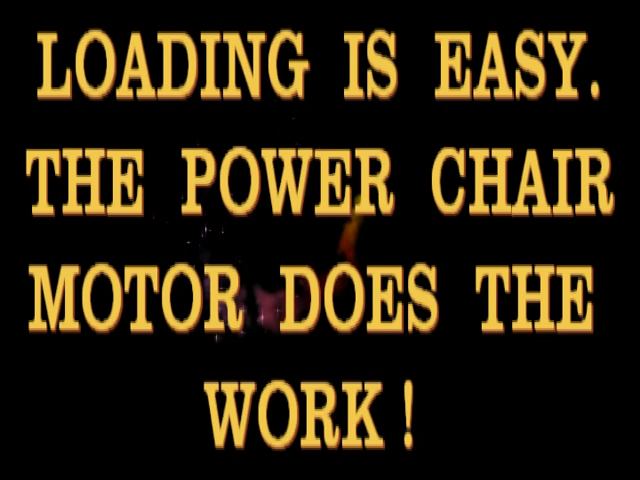 LOADING IS EASY.
THE POWER CHAIR
MOTOR DOES THE
WORK !